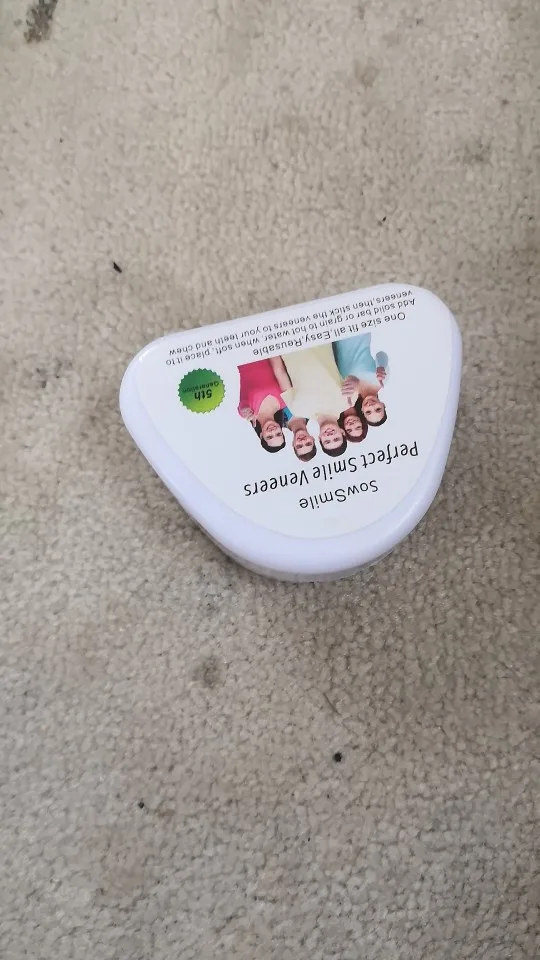 SowSmile
Perfect Smile Veneers
5th
Generation
One size fit all,Easy,Reusable
Add solid bar or grain to hot water, when soft, place it to
veneers,then stick the veneers to your teeth and chew